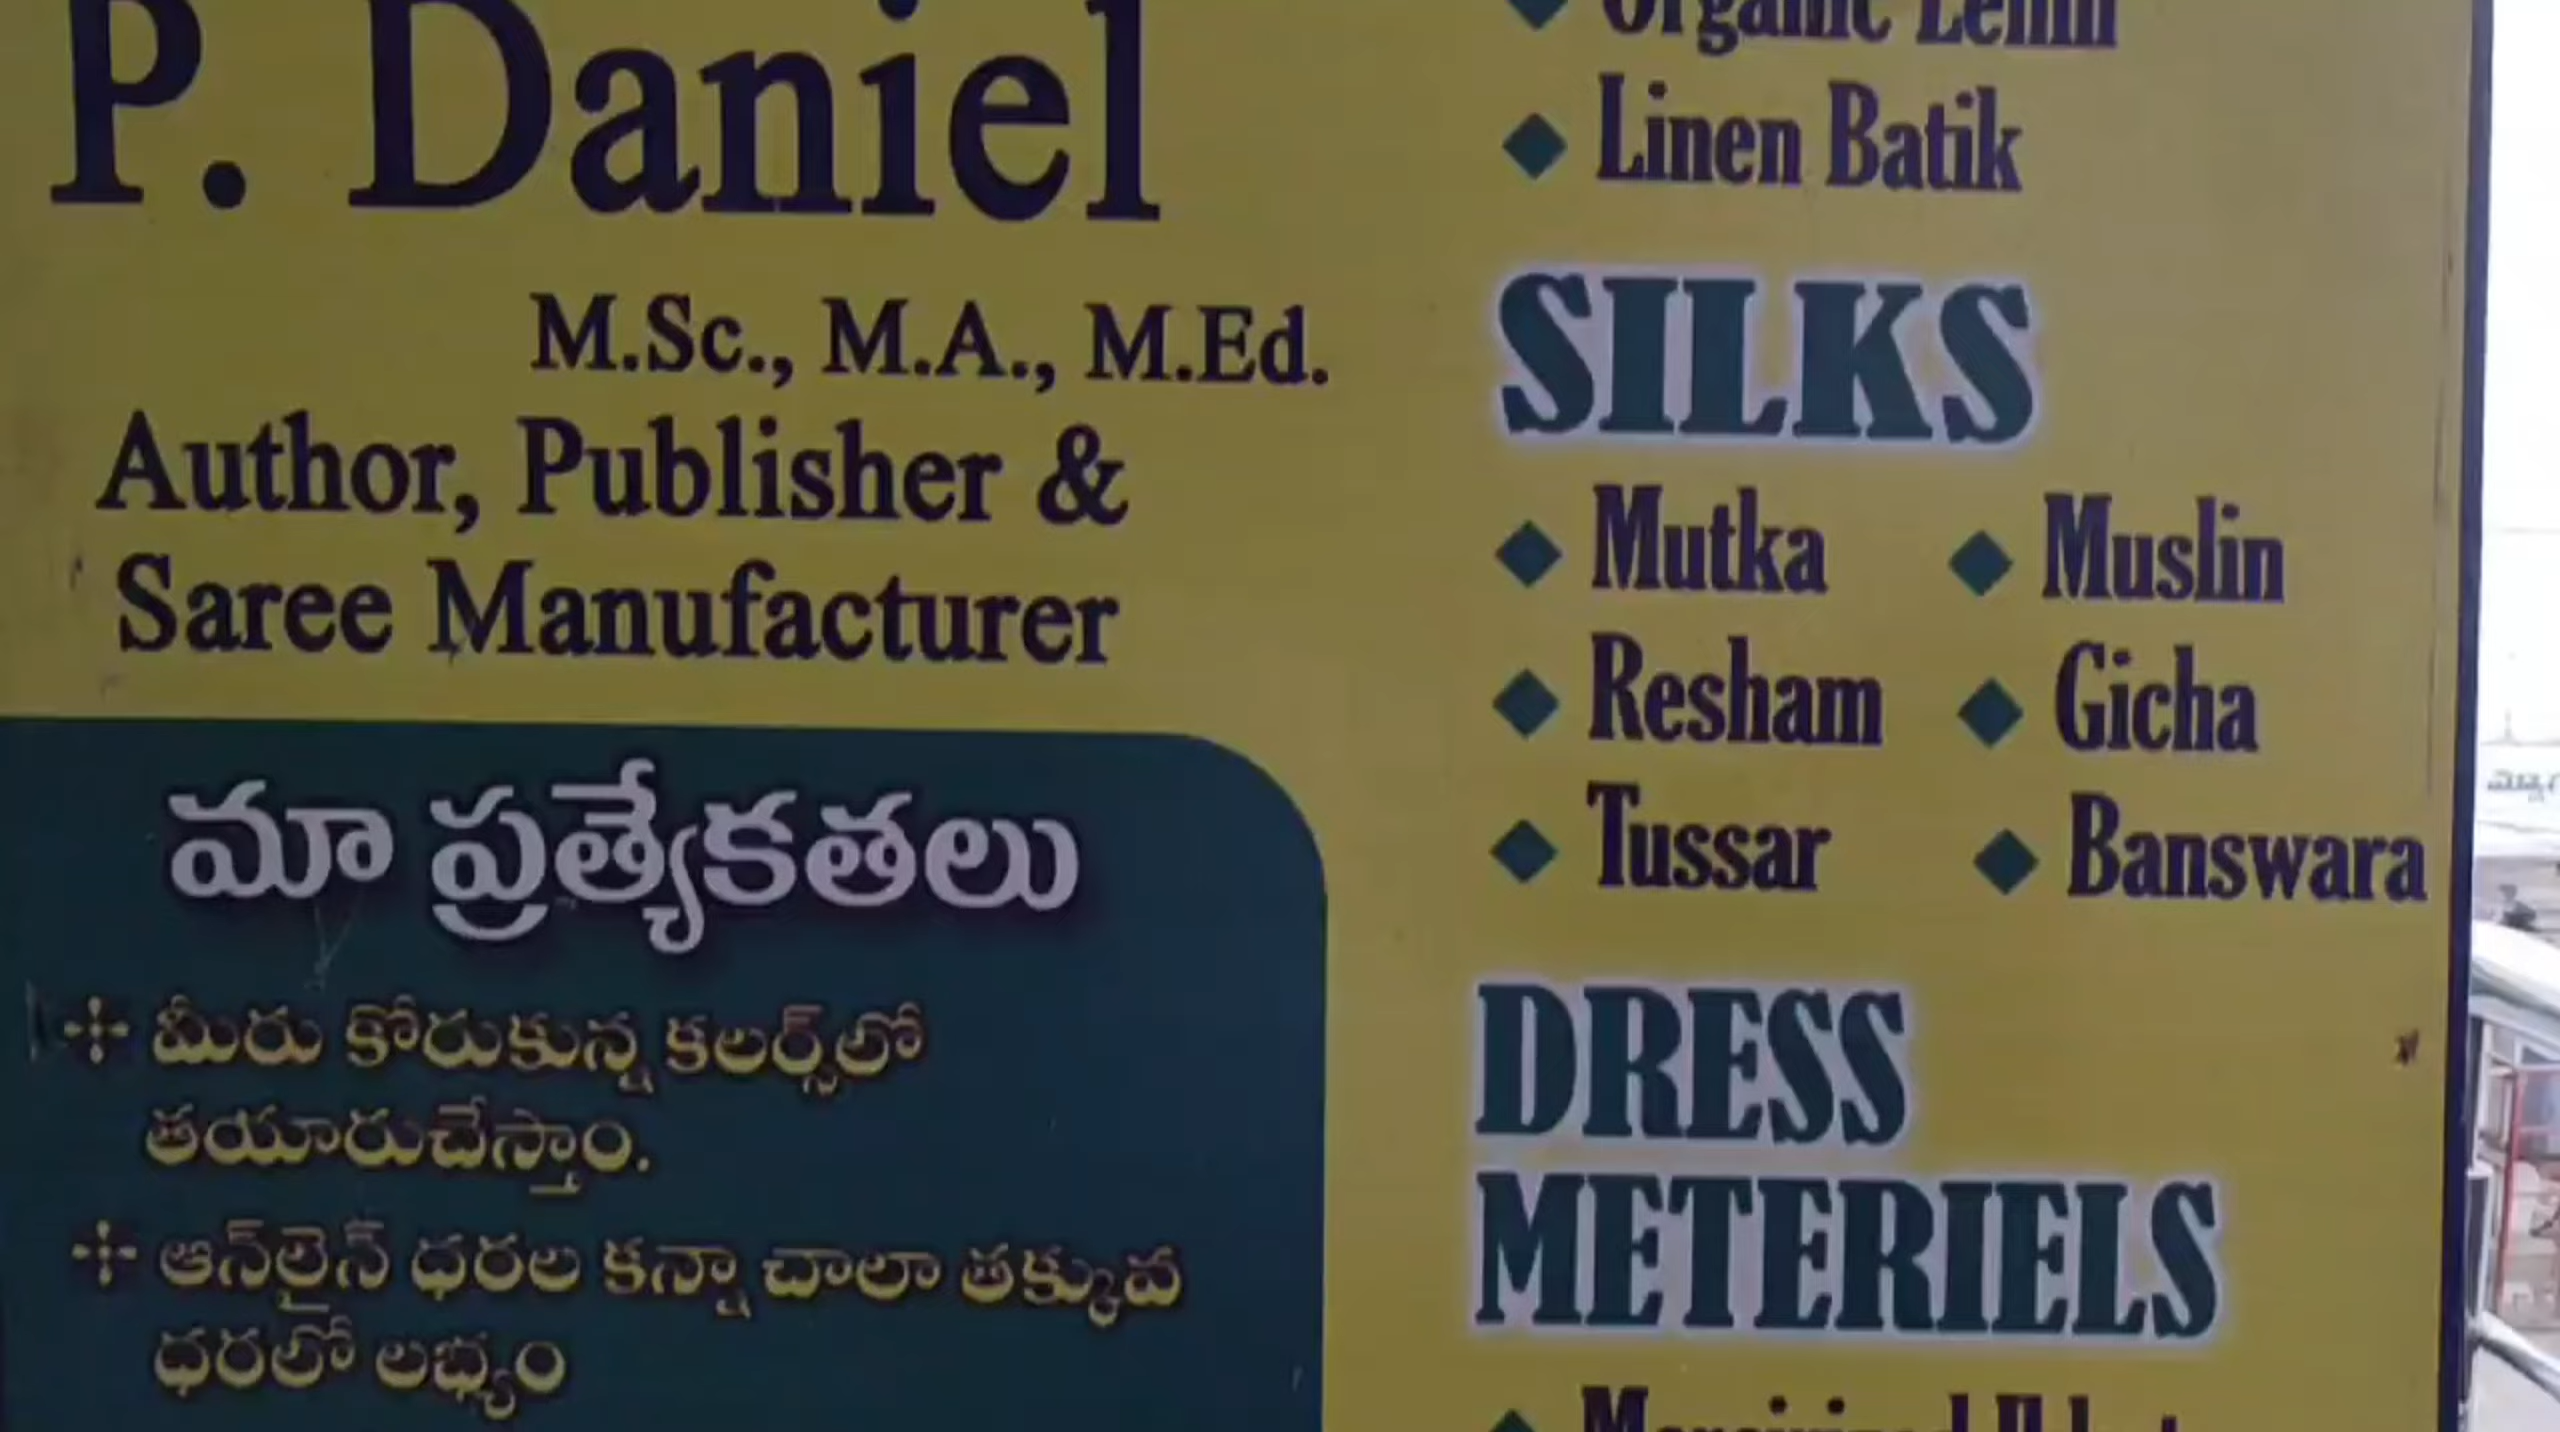 P. Daniel
M.Sc., M.A., M.Ed.
Author, Publisher &
Saree Manufacturer
మా ప్రత్యేకతలు
మీరు కోరుకున్న కలర్స్‌లో
తయారుచేస్తాం.
ఆన్‌లైన్ ధరల కన్నా చాలా తక్కువ
ధరలో లభ్యం
Organic Lenin
Linen Batik
SILKS
Mutka Muslin
Resham Gicha
Tussar Banswara
DRESS
METERIELS